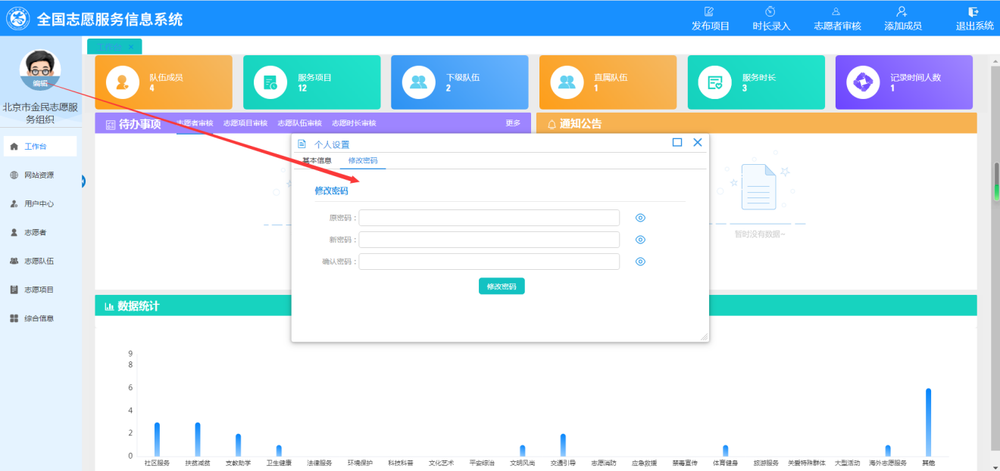 全国志愿服务信息系统
发布项目
时长录入
志愿者审核
添加成员
退出系统
工作台 ×
编辑
北京市金民志愿服
务组织
队伍成员
4
服务项目
12
下级队伍
2
直属队伍
1
服务时长
3
记录时间人数
1
工作台
网站资源
用户中心
志愿者
志愿队伍
志愿项目
综合信息
待办事项 志愿者审核 志愿项目审核 志愿队伍审核 志愿时长审核 更多
通知公告
暂时没有数据~
个人设置
基本信息 修改密码
修改密码
原密码：
新密码：
确认密码：
修改密码
数据统计
9
8
6
4
2
0
社区服务 扶贫减贫 支教助学 卫生健康 法律服务 环境保护 科技科普 文化艺术 平安综治 文明风尚 交通引导 志愿消防 应急救援 禁毒宣传 体育健身 旅游服务 关爱特殊群体 大型活动 海外志愿服务 其他